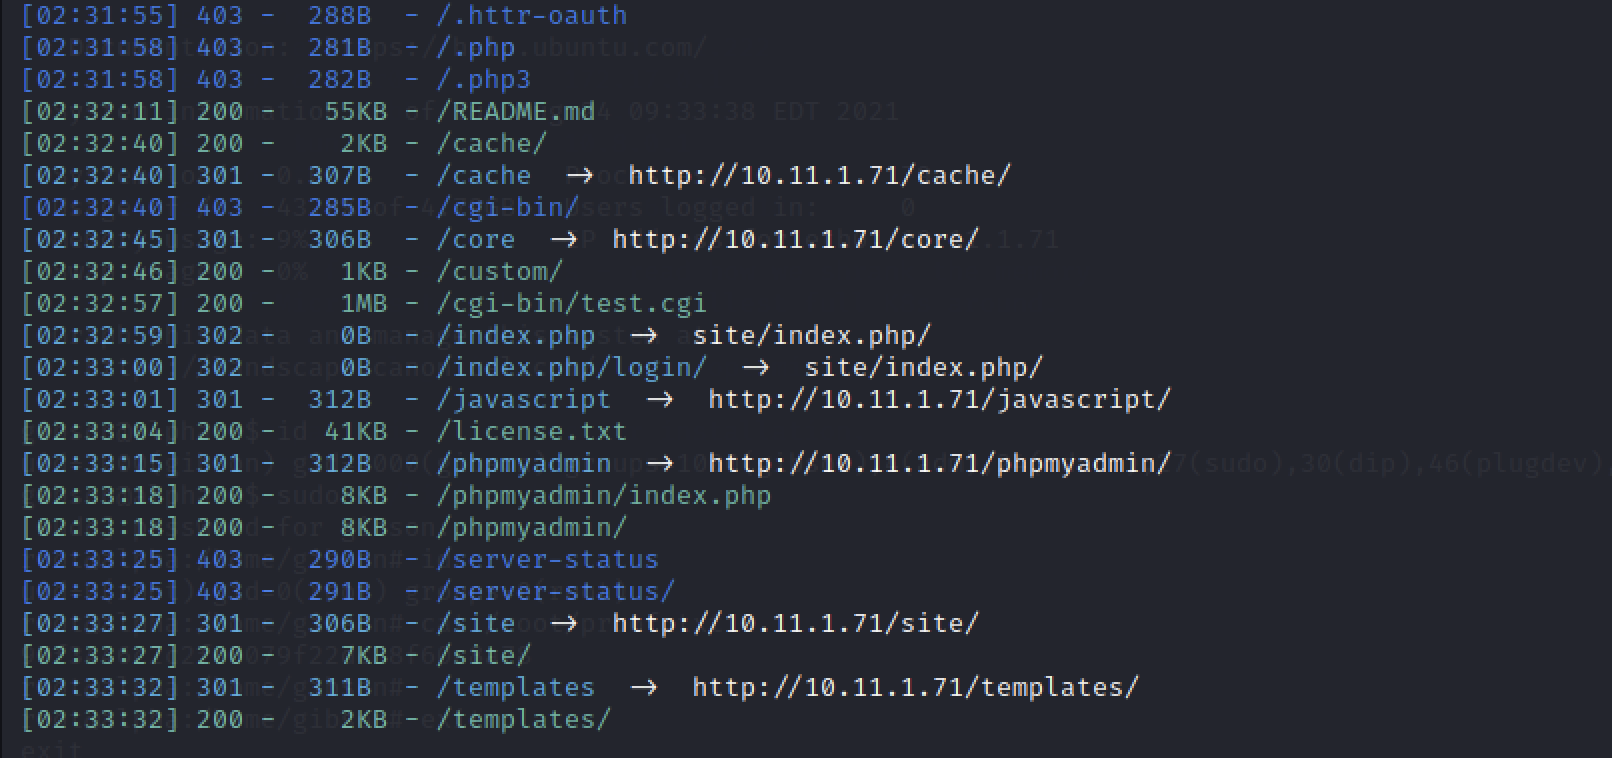 [02:31:55] 403 -  288B  - /.httr-oauth
[02:31:58] 403 -  281B  - /.php
[02:31:58] 403 -  282B  - /.php3
[02:32:11] 200 -   55KB - /README.md
[02:32:40] 200 -    2KB - /cache/
[02:32:40] 301 -  307B  - /cache  →  http://10.11.1.71/cache/
[02:32:40] 403 -  285B  - /cgi-bin/
[02:32:45] 301 -  306B  - /core  →  http://10.11.1.71/core/
[02:32:46] 200 -    1KB - /custom/
[02:32:57] 200 -    1MB - /cgi-bin/test.cgi
[02:32:59] 302 -    0B  - /index.php  →  site/index.php/
[02:33:00] 302 -    0B  - /index.php/login/  →  site/index.php/
[02:33:01] 301 -  312B  - /javascript  →  http://10.11.1.71/javascript/
[02:33:04] 200 -   41KB - /license.txt
[02:33:15] 301 -  312B  - /phpmyadmin  →  http://10.11.1.71/phpmyadmin/
[02:33:18] 200 -    8KB - /phpmyadmin/index.php
[02:33:18] 200 -    8KB - /phpmyadmin/
[02:33:25] 403 -  290B  - /server-status
[02:33:25] 403 -  291B  - /server-status/
[02:33:27] 301 -  306B  - /site  →  http://10.11.1.71/site/
[02:33:27] 200 -    7KB - /site/
[02:33:32] 301 -  311B  - /templates  →  http://10.11.1.71/templates/
[02:33:32] 200 -    2KB - /templates/
exit